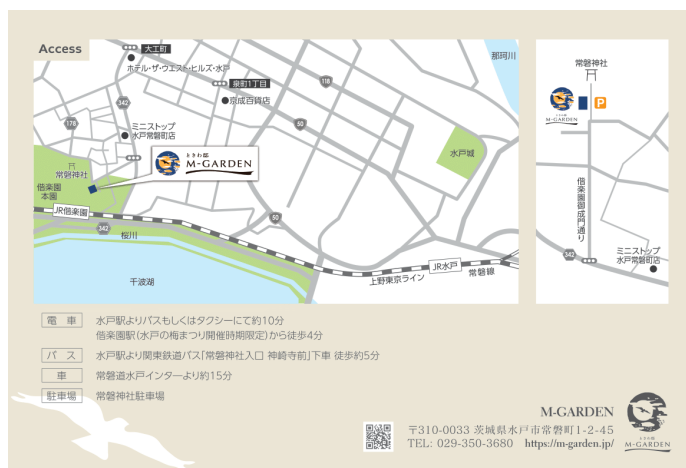 Access
大工町
ホテル・ザ・ウエスト・ヒルズ・水戸
泉町1丁目
京成百貨店
118
那珂川
342
50
178
ミニストップ
水戸常磐町店
水戸城
ときわ邸
M-GARDEN
常磐神社
偕楽園
本園
JR偕楽園
342
桜川
50
千波湖
上野東京ライン
JR水戸
常磐線
常磐神社
P
ときわ邸
M-GARDEN
偕楽園御成門通り
ミニストップ
水戸常磐町店
342
電車 水戸駅よりバスもしくはタクシーにて約10分
偕楽園駅(水戸の梅まつり開催時期限定)から徒歩4分
バス 水戸駅より関東鉄道バス「常磐神社入口 神崎寺前」下車 徒歩約5分
車 常磐道水戸インターより約15分
駐車場 常磐神社駐車場
M-GARDEN
〒310-0033 茨城県水戸市常磐町1-2-45
TEL: 029-350-3680 https://m-garden.jp/
ときわ邸
M-GARDEN